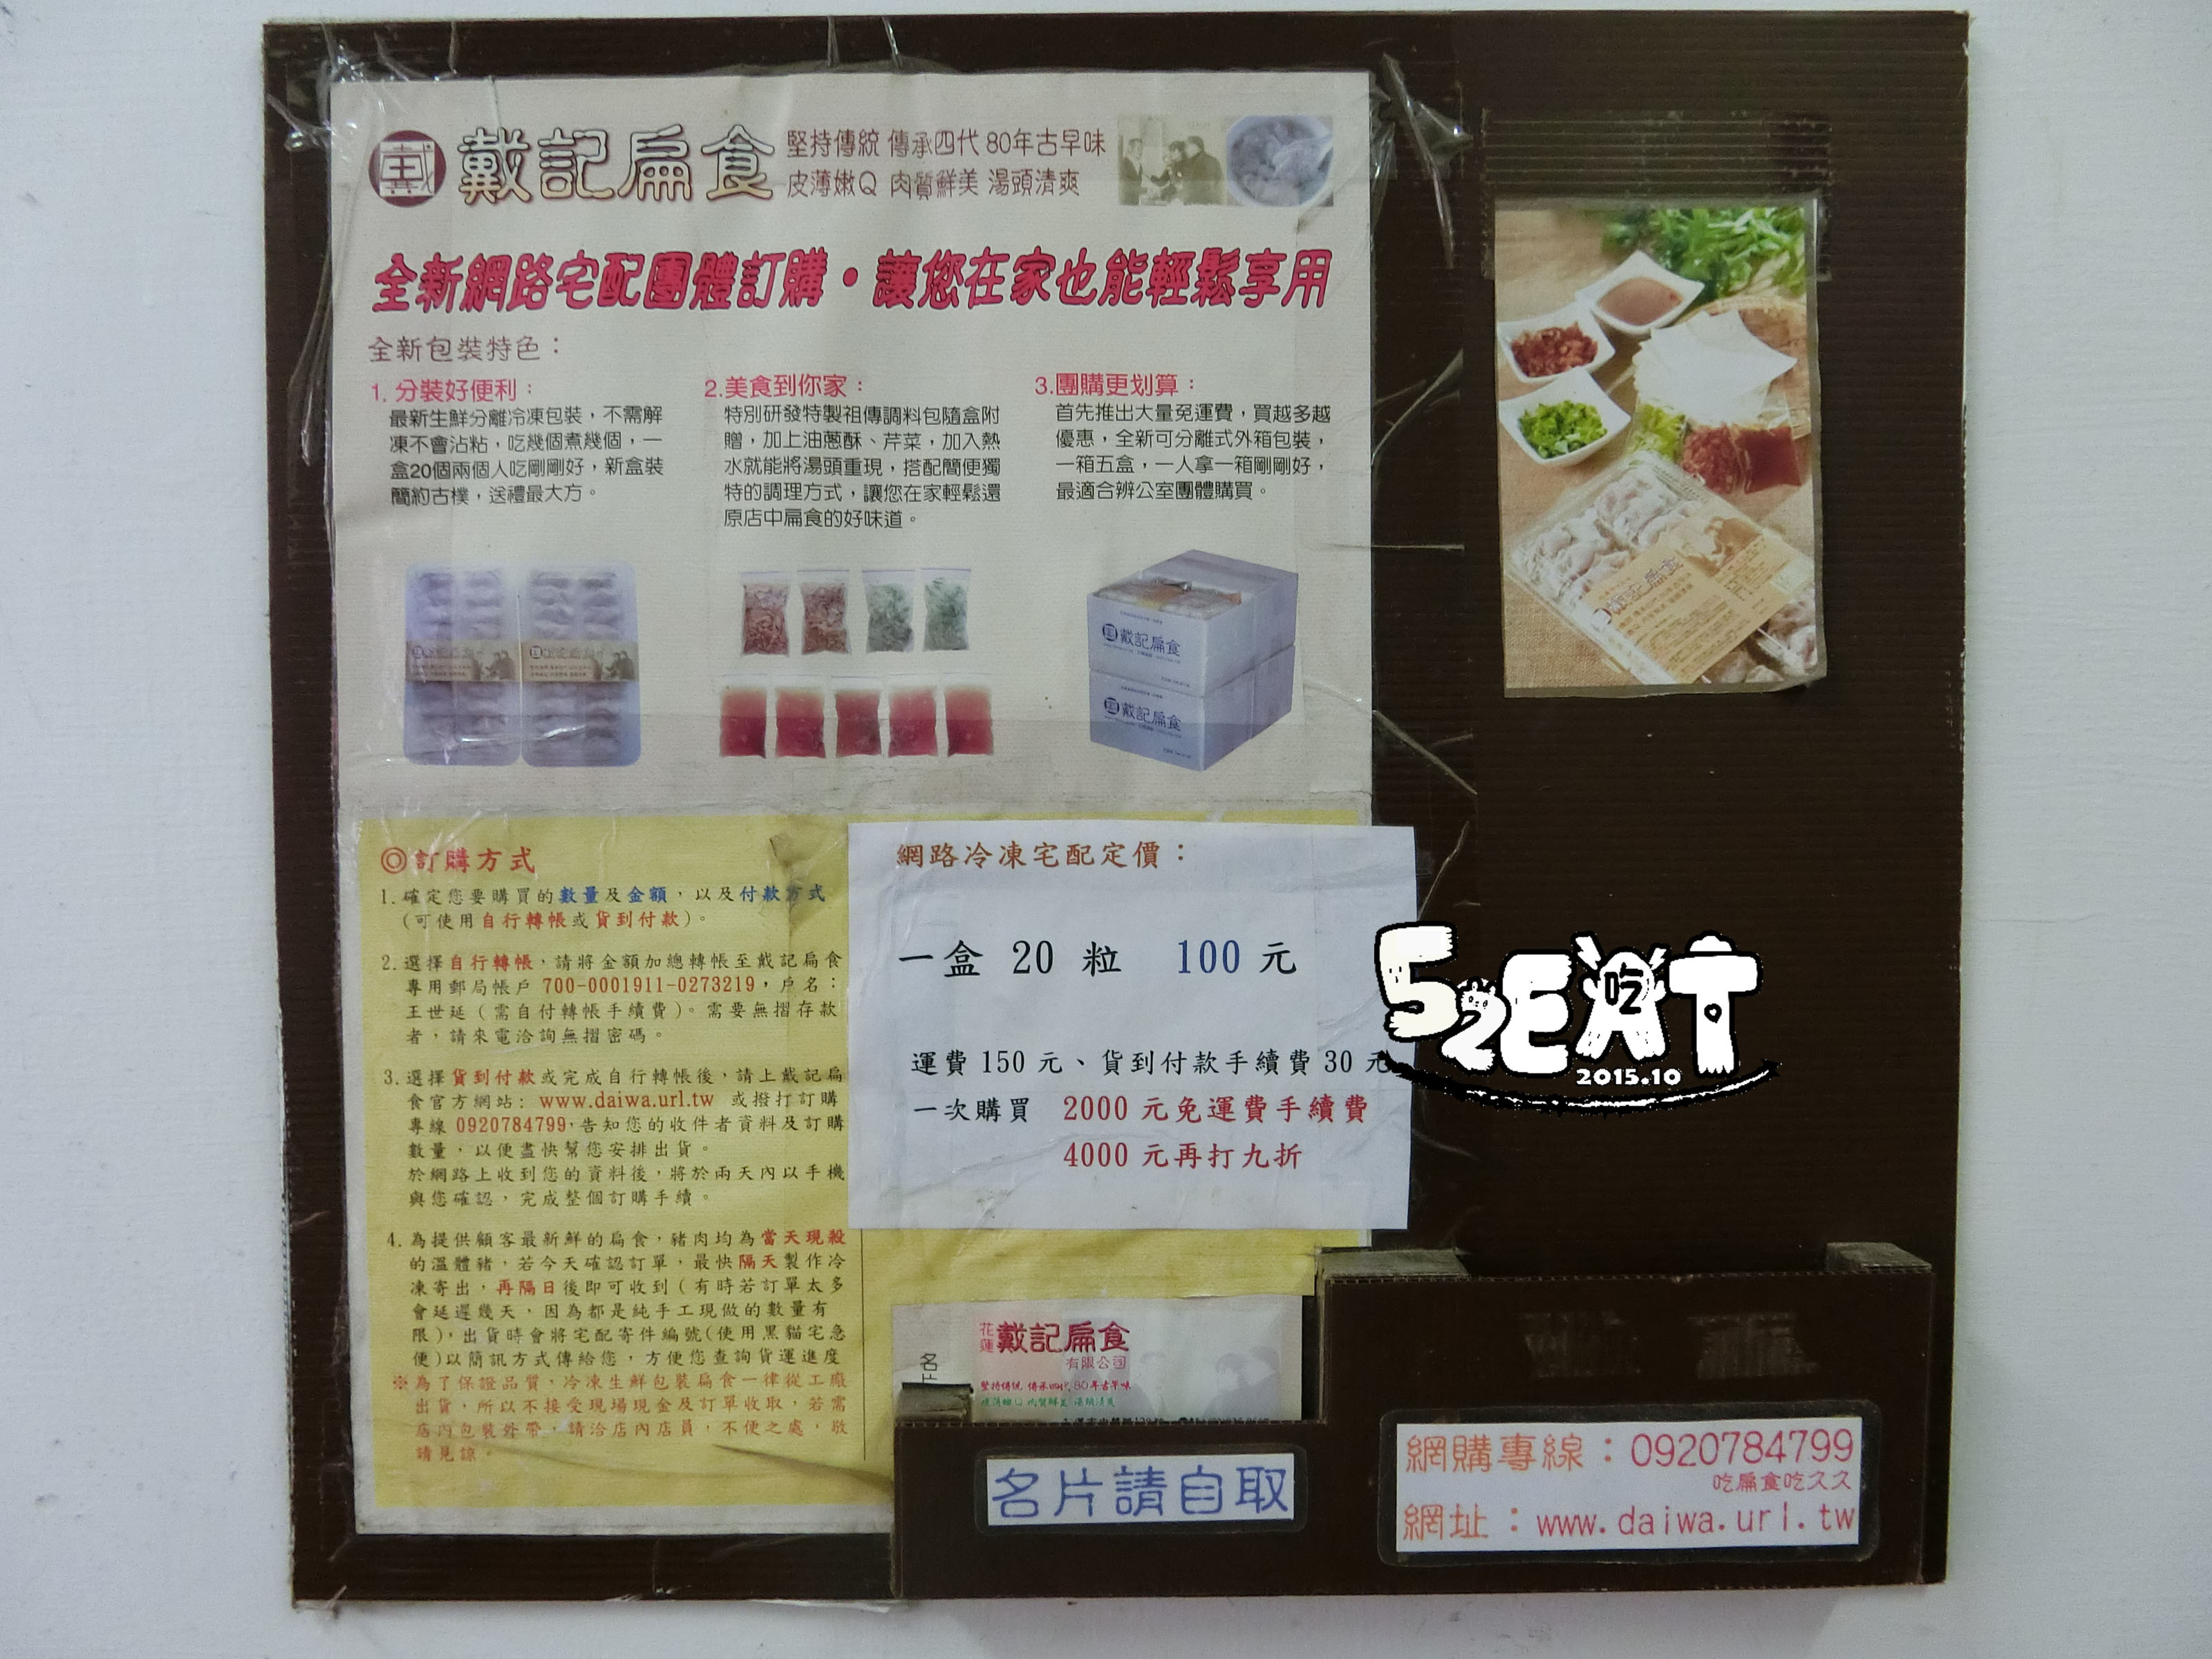 戴記扁食
堅持傳統 傳承四代 80年古早味
皮薄嫩Q 肉質鮮美 湯頭清爽
全新網路宅配團體訂購•讓您在家也能輕鬆享用
全新包裝特色：
1. 分裝好便利：
最新生鮮分離冷凍包裝，不需解
凍不會沾粘，吃幾個煮幾個，一
盒20個兩個人吃剛剛好，新盒裝
簡約古樸，送禮最大方。
2.美食到你家：
特別研發特製祖傳調料包隨盒附
贈，加上油蔥酥、芹菜，加入熱
水就能將湯頭重現，搭配簡便獨
特的調理方式，讓您在家輕鬆還
原店中扁食的好味道。
3.團購更划算：
首先推出大量免運費，買越多越
優惠，全新可分離式外箱包裝，
一箱五盒，一人拿一箱剛剛好，
最適合辨公室團體購買。
戴記扁食
戴記扁食
戴記扁食
◎訂購方式
1.確定您要購買的數量及金額，以及付款方式
(可使用自行轉帳或貨到付款)。
2.選擇自行轉帳，請將金額加總轉帳至戴記扁食
專用郵局帳戶 700-0001911-0273219，戶名：
王世延(需自付轉帳手續費)。需要無摺存款
者，請來電洽詢無摺密碼。
3.選擇貨到付款或完成自行轉帳後，請上戴記扁
食官方網站: www.daiwa.url.tw 或撥打訂購
專線 0920784799，告知您的收件者資料及訂購
數量，以便盡快幫您安排出貨。
於網路上收到您的資料後，將於兩天內以手機
與您確認，完成整個訂購手續。
4.為提供顧客最新鮮的扁食，豬肉均為當天現殺
的溫體豬，若今天確認訂單，最快隔天製作冷
凍寄出，再隔日後即可收到(有時若訂單太多
會延遲幾天，因為都是純手工現做的數量有
限)，出貨時會將宅配寄件編號(使用黑貓宅急
便)以簡訊方式傳給您，方便您查詢貨運進度
※為了保證品質，冷凍生鮮包裝扁食一律從工廠
出貨，所以不接受現場現金及訂單收取，若需
店內包裝外帶，請洽店內店員，不便之處，敬
請見諒。
網路冷凍宅配定價：
一盒 20 粒 100 元
運費 150 元、貨到付款手續費 30 元
一次購買 2000 元免運費手續費
4000 元再打九折
52EAT
吃
2015.10
名片
花蓮戴記扁食
有限公司
堅持傳統 傳承四代 80年古早味
皮薄嫩Q 肉質鮮美 湯頭清爽
名片請自取
網購專線：0920784799
吃扁食吃久久
網址：www.daiwa.url.tw